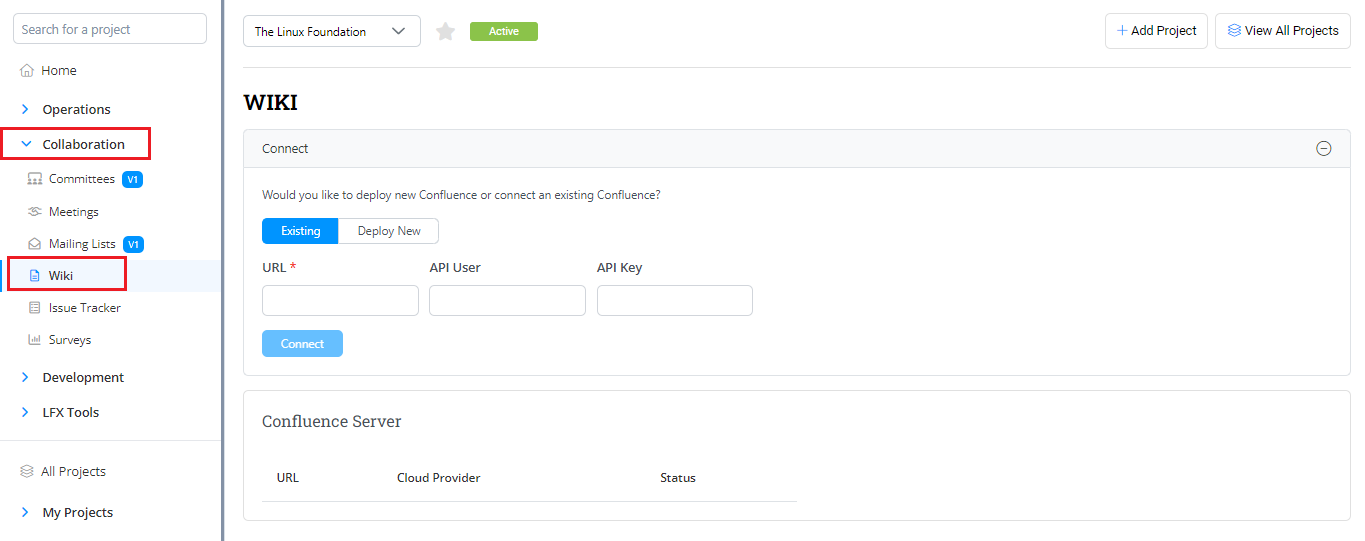 Search for a project
Home
Operations
Collaboration
Committees V1
Meetings
Mailing Lists V1
Wiki
Issue Tracker
Surveys
Development
LFX Tools
All Projects
My Projects
The Linux Foundation
Active
+ Add Project
View All Projects
WIKI
Connect
Would you like to deploy new Confluence or connect an existing Confluence?
Existing Deploy New
URL * API User API Key
Connect
Confluence Server
URL Cloud Provider Status